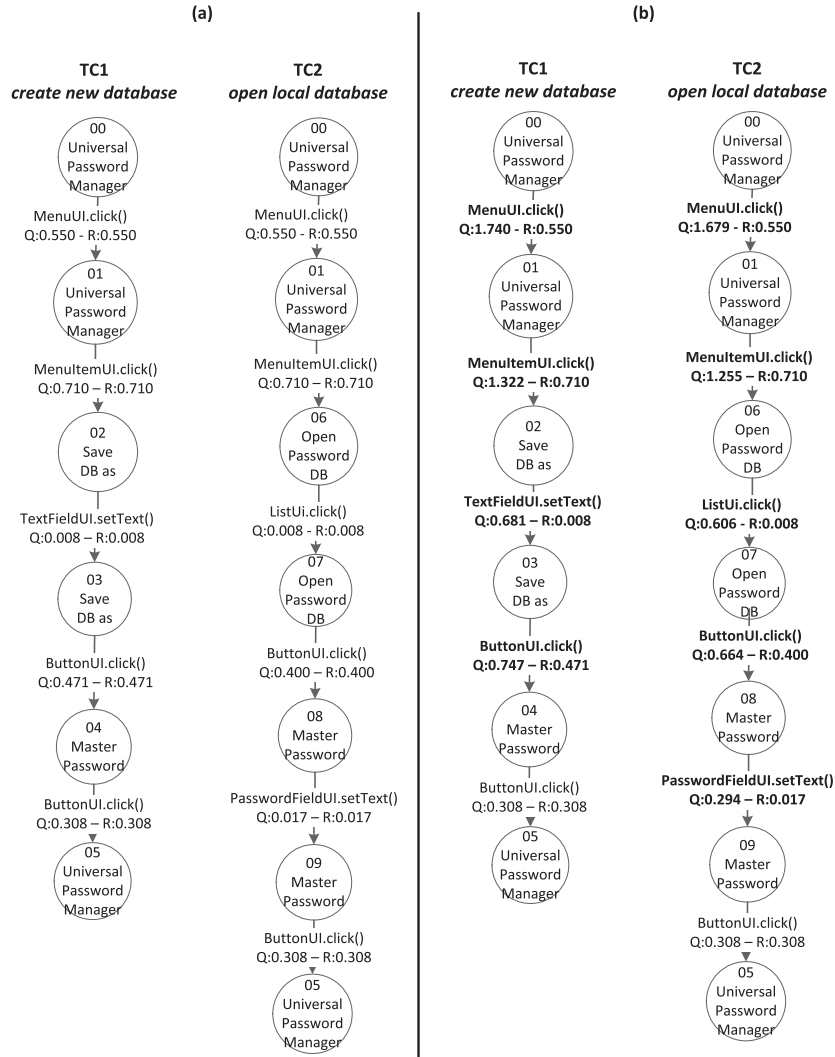 (a)
TC1
create new database
00
Universal
Password
Manager
MenuUI.click()
Q:0.550 - R:0.550
01
Universal
Password
Manager
MenuItemUI.click()
Q:0.710 – R:0.710
02
Save
DB as
TextFieldUI.setText()
Q:0.008 – R:0.008
03
Save
DB as
ButtonUI.click()
Q:0.471 – R:0.471
04
Master
Password
ButtonUI.click()
Q:0.308 – R:0.308
05
Universal
Password
Manager
TC2
open local database
00
Universal
Password
Manager
MenuUI.click()
Q:0.550 - R:0.550
01
Universal
Password
Manager
MenuItemUI.click()
Q:0.710 – R:0.710
06
Open
Password
DB
ListUi.click()
Q:0.008 - R:0.008
07
Open
Password
DB
ButtonUI.click()
Q:0.400 – R:0.400
08
Master
Password
PasswordFieldUI.setText()
Q:0.017 – R:0.017
09
Master
Password
ButtonUI.click()
Q:0.308 – R:0.308
05
Universal
Password
Manager
(b)
TC1
create new database
00
Universal
Password
Manager
MenuUI.click()
Q:1.740 - R:0.550
01
Universal
Password
Manager
MenuItemUI.click()
Q:1.322 – R:0.710
02
Save
DB as
TextFieldUI.setText()
Q:0.681 – R:0.008
03
Save
DB as
ButtonUI.click()
Q:0.747 – R:0.471
04
Master
Password
ButtonUI.click()
Q:0.308 – R:0.308
05
Universal
Password
Manager
TC2
open local database
00
Universal
Password
Manager
MenuUI.click()
Q:1.679 - R:0.550
01
Universal
Password
Manager
MenuItemUI.click()
Q:1.255 – R:0.710
06
Open
Password
DB
ListUi.click()
Q:0.606 - R:0.008
07
Open
Password
DB
ButtonUI.click()
Q:0.664 – R:0.400
08
Master
Password
PasswordFieldUI.setText()
Q:0.294 – R:0.017
09
Master
Password
ButtonUI.click()
Q:0.308 – R:0.308
05
Universal
Password
Manager